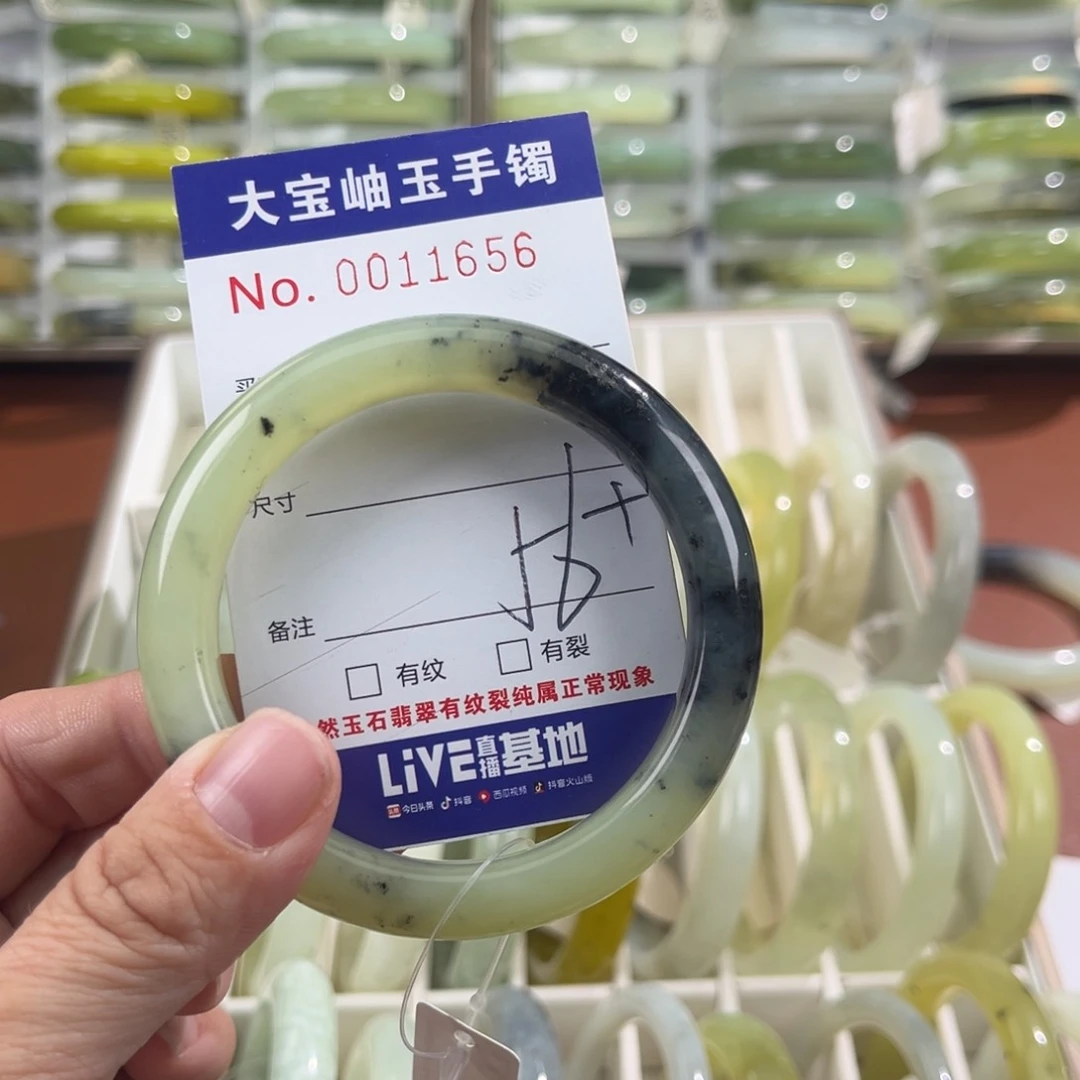 大宝岫玉手镯
No. 0011656
买
尺寸
备注
有纹 有裂
然玉石翡翠有纹裂纯属正常现象
LiVE直播基地
今日头条 抖音 西瓜视频 抖音火山版